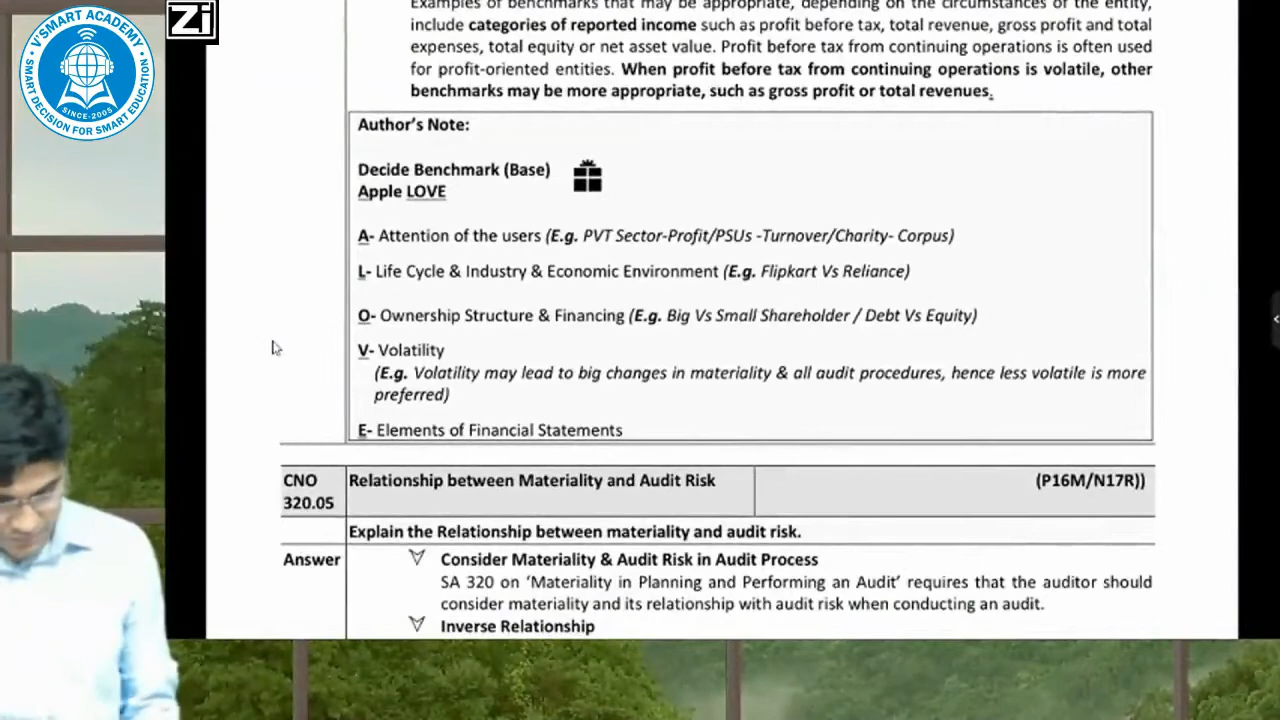 V'SMART ACADEMY
SINCE-2005
SMART DECISION FOR SMART EDUCATION
Zi
Examples of benchmarks that may be appropriate, depending on the circumstances of the entity,
include categories of reported income such as profit before tax, total revenue, gross profit and total
expenses, total equity or net asset value. Profit before tax from continuing operations is often used
for profit-oriented entities. When profit before tax from continuing operations is volatile, other
benchmarks may be more appropriate, such as gross profit or total revenues.
Author's Note:
Decide Benchmark (Base)
Apple LOVE
A- Attention of the users (E.g. PVT Sector-Profit/PSUs -Turnover/Charity- Corpus)
L- Life Cycle & Industry & Economic Environment (E.g. Flipkart Vs Reliance)
O- Ownership Structure & Financing (E.g. Big Vs Small Shareholder / Debt Vs Equity)
V- Volatility
(E.g. Volatility may lead to big changes in materiality & all audit procedures, hence less volatile is more
preferred)
E- Elements of Financial Statements
CNO
320.05
Relationship between Materiality and Audit Risk
(P16M/N17R))
Explain the Relationship between materiality and audit risk.
Answer
Consider Materiality & Audit Risk in Audit Process
SA 320 on 'Materiality in Planning and Performing an Audit' requires that the auditor should
consider materiality and its relationship with audit risk when conducting an audit.
Inverse Relationship